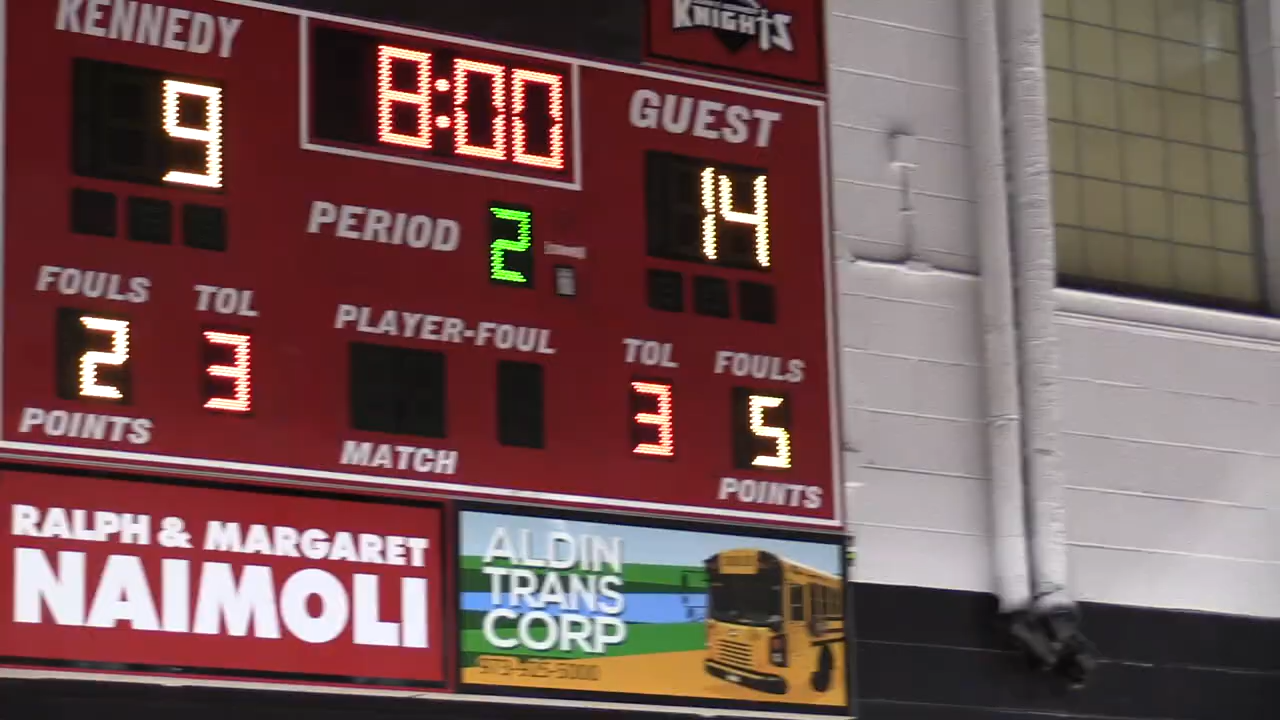 KENNEDY
KNIGHTS
8:00
GUEST
9
14
PERIOD 2
FOULS
TOL
PLAYER-FOUL
TOL
FOULS
2
3
3
5
POINTS
MATCH
POINTS
RALPH & MARGARET
NAIMOLI
ALDIN
TRANS
CORP